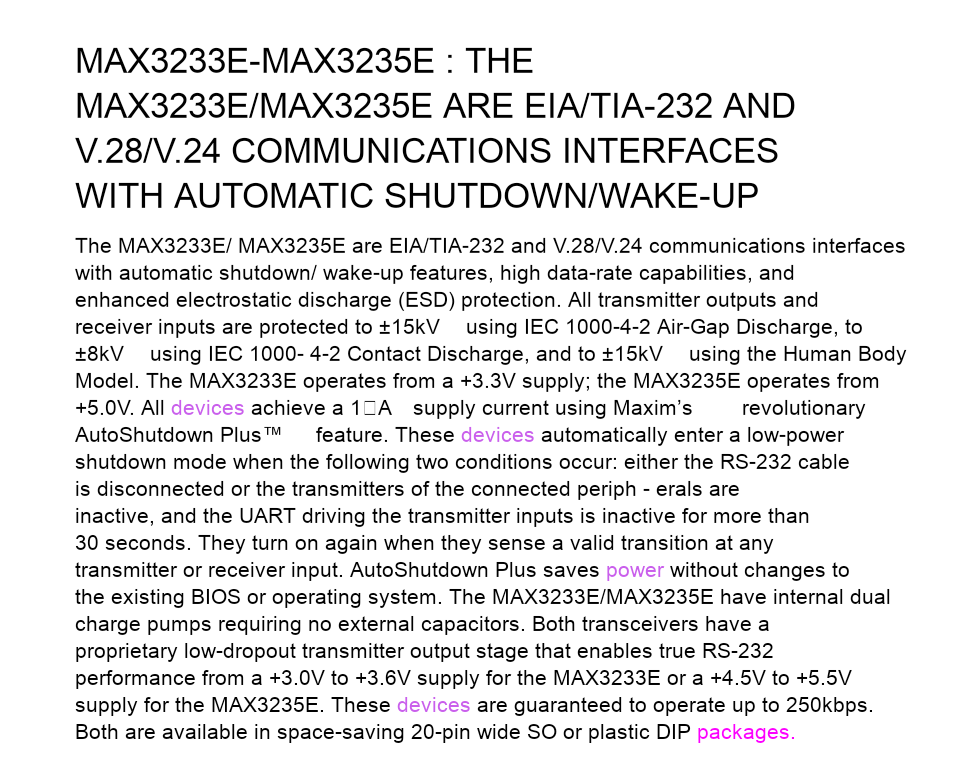 MAX3233E-MAX3235E : THE
MAX3233E/MAX3235E ARE EIA/TIA-232 AND
V.28/V.24 COMMUNICATIONS INTERFACES
WITH AUTOMATIC SHUTDOWN/WAKE-UP
The MAX3233E/ MAX3235E are EIA/TIA-232 and V.28/V.24 communications interfaces
with automatic shutdown/ wake-up features, high data-rate capabilities, and
enhanced electrostatic discharge (ESD) protection. All transmitter outputs and
receiver inputs are protected to ±15kV using IEC 1000-4-2 Air-Gap Discharge, to
±8kV using IEC 1000- 4-2 Contact Discharge, and to ±15kV using the Human Body
Model. The MAX3233E operates from a +3.3V supply; the MAX3235E operates from
+5.0V. All devices achieve a 1□A supply current using Maxim’s revolutionary
AutoShutdown Plus™ feature. These devices automatically enter a low-power
shutdown mode when the following two conditions occur: either the RS-232 cable
is disconnected or the transmitters of the connected periph - erals are
inactive, and the UART driving the transmitter inputs is inactive for more than
30 seconds. They turn on again when they sense a valid transition at any
transmitter or receiver input. AutoShutdown Plus saves power without changes to
the existing BIOS or operating system. The MAX3233E/MAX3235E have internal dual
charge pumps requiring no external capacitors. Both transceivers have a
proprietary low-dropout transmitter output stage that enables true RS-232
performance from a +3.0V to +3.6V supply for the MAX3233E or a +4.5V to +5.5V
supply for the MAX3235E. These devices are guaranteed to operate up to 250kbps.
Both are available in space-saving 20-pin wide SO or plastic DIP packages.